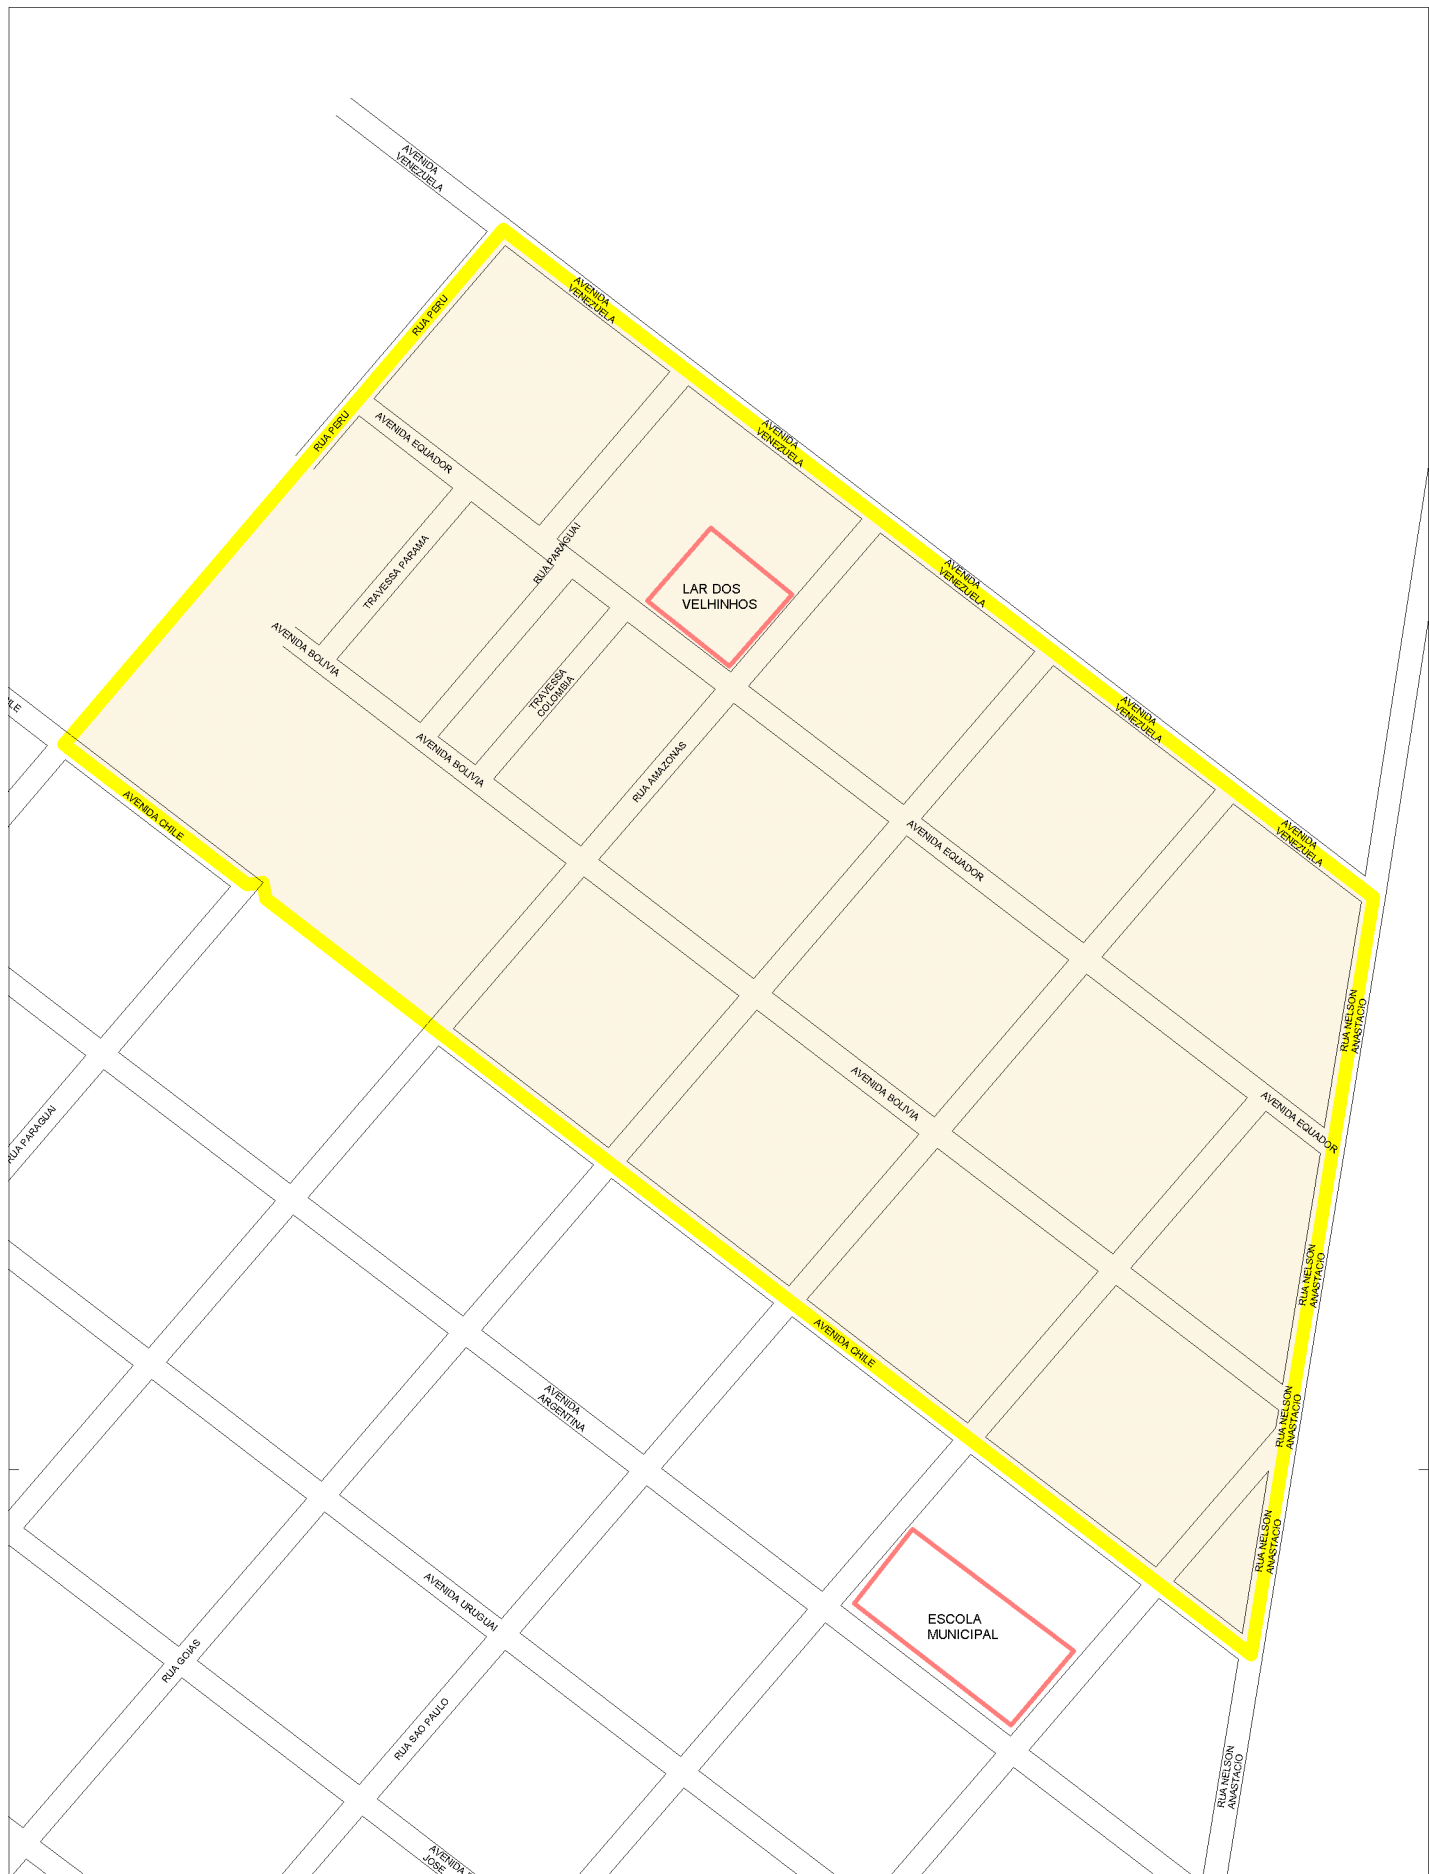 AVENIDA
VENEZUELA
AVENIDA
VENEZUELA
RUA PERU
RUA PERU
AVENIDA EQUADOR
AVENIDA
VENEZUELA
RUA PARAGUAI
TRAVESSA PARAMA
LAR DOS
VELHINHOS
AVENIDA
VENEZUELA
AVENIDA BOLIVIA
TRAVESSA
COLOMBIA
AVENIDA
VENEZUELA
AVENIDA BOLIVIA
RUA AMAZONAS
AVENIDA CHILE
AVENIDA
VENEZUELA
AVENIDA EQUADOR
RUA NELSON
ANASTACIO
AVENIDA BOLIVIA
AVENIDA EQUADOR
RUA PARAGUAI
RUA NELSON
ANASTACIO
AVENIDA CHILE
AVENIDA
ARGENTINA
RUA NELSON
ANASTACIO
RUA NELSON
ANASTACIO
AVENIDA URUGUAI
ESCOLA
MUNICIPAL
RUA GOIAS
RUA SAO PAULO
RUA NELSON
ANASTACIO
AVENIDA
JOSE